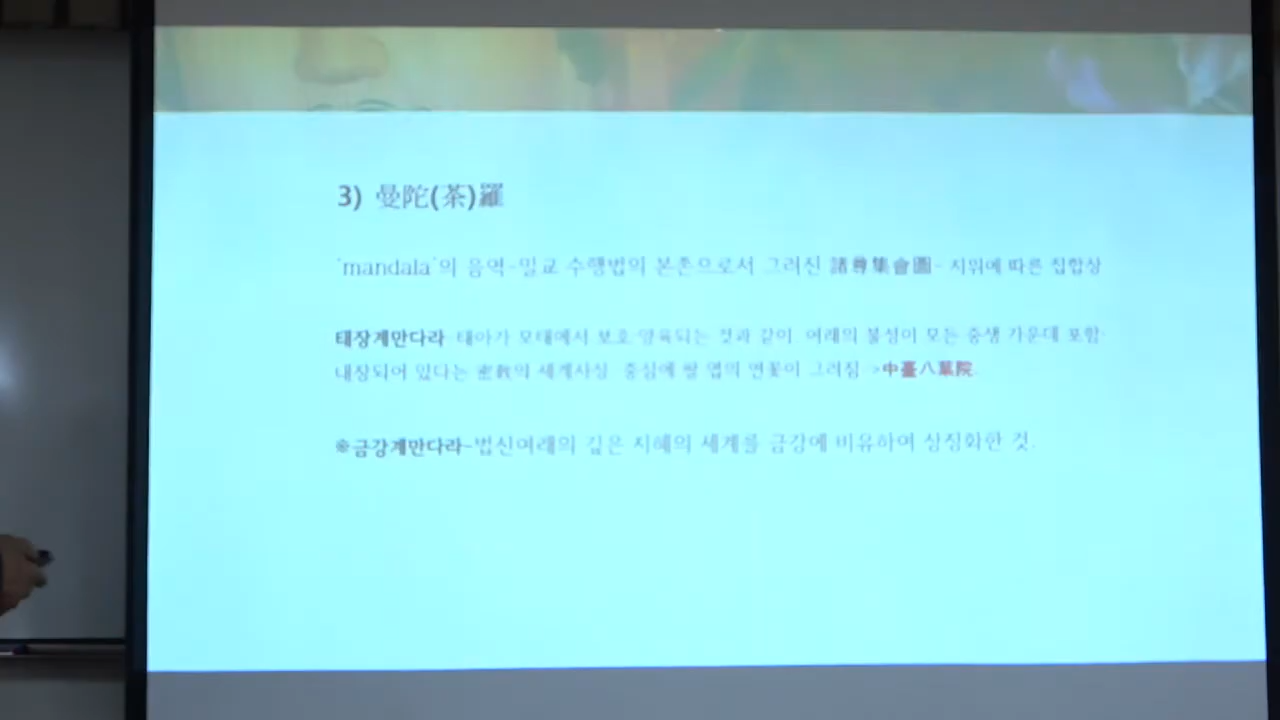 3) 曼陀(茶)羅
'mandala'의 음역-밀교 수행법의 본존으로서 그려진 諸尊集會圖- 지위에 따른 집합상
태장계만다라-태아가 모태에서 보호 양육되는 것과 같이 여래의 불성이 모든 중생 가운데 포함
내장되어 있다는 密敎의 세계사상 중심에 팔 엽의 연꽃이 그려짐 ->中臺八葉院.
※금강계만다라-법신여래의 깊은 지혜의 세계를 금강에 비유하여 상징화한 것.